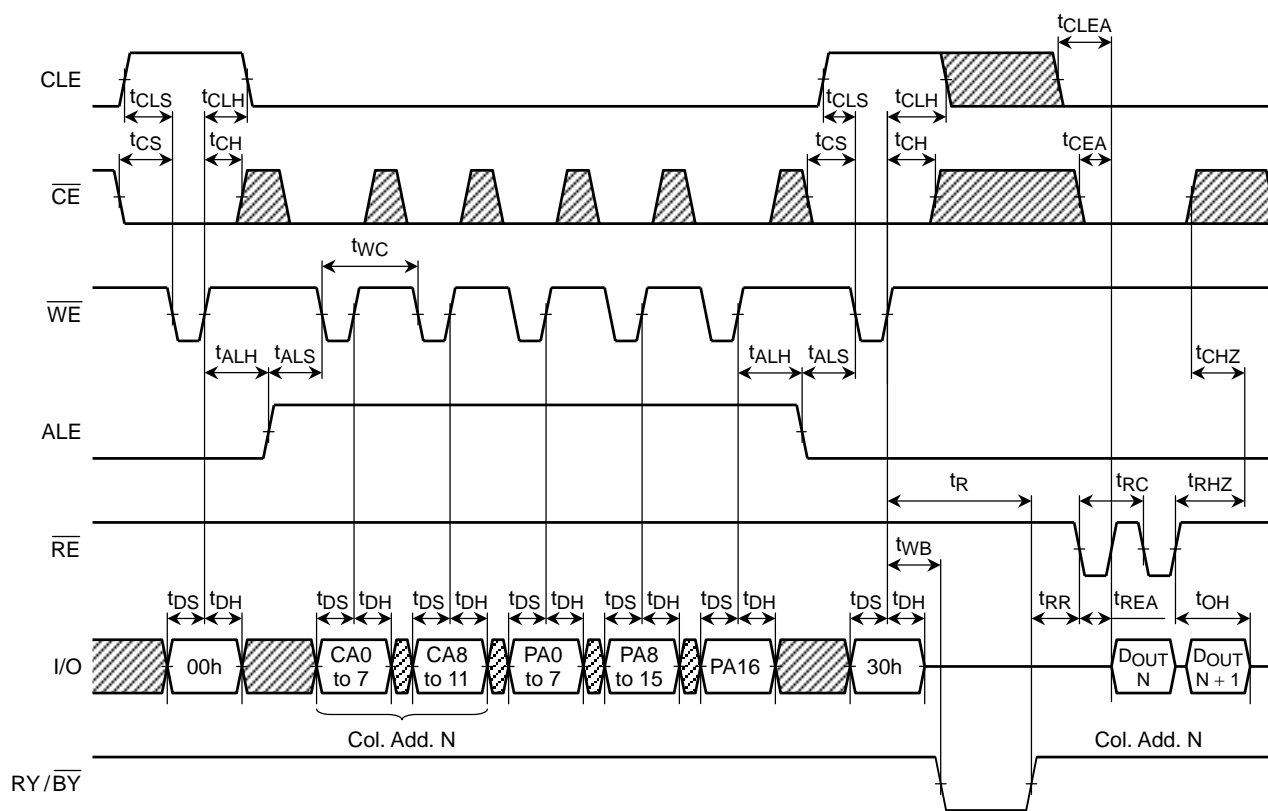 tCLEA
CLE
tCLS tCLH tCLS tCLH
tCS tCH tCS tCH tCEA
CE
tWC
WE
tALH tALS tALH tALS tCHZ
ALE
tR tRC tRHZ
RE
tWB
tDS tDH tDS tDH tDS tDH tDS tDH tDS tDH tDS tDH tDS tDH tRR tREA tOH
I/O 00h CA0 to 7 CA8 to 11 PA0 to 7 PA8 to 15 PA16 30h DOUT N DOUT N + 1
Col. Add. N Col. Add. N
RY/BY